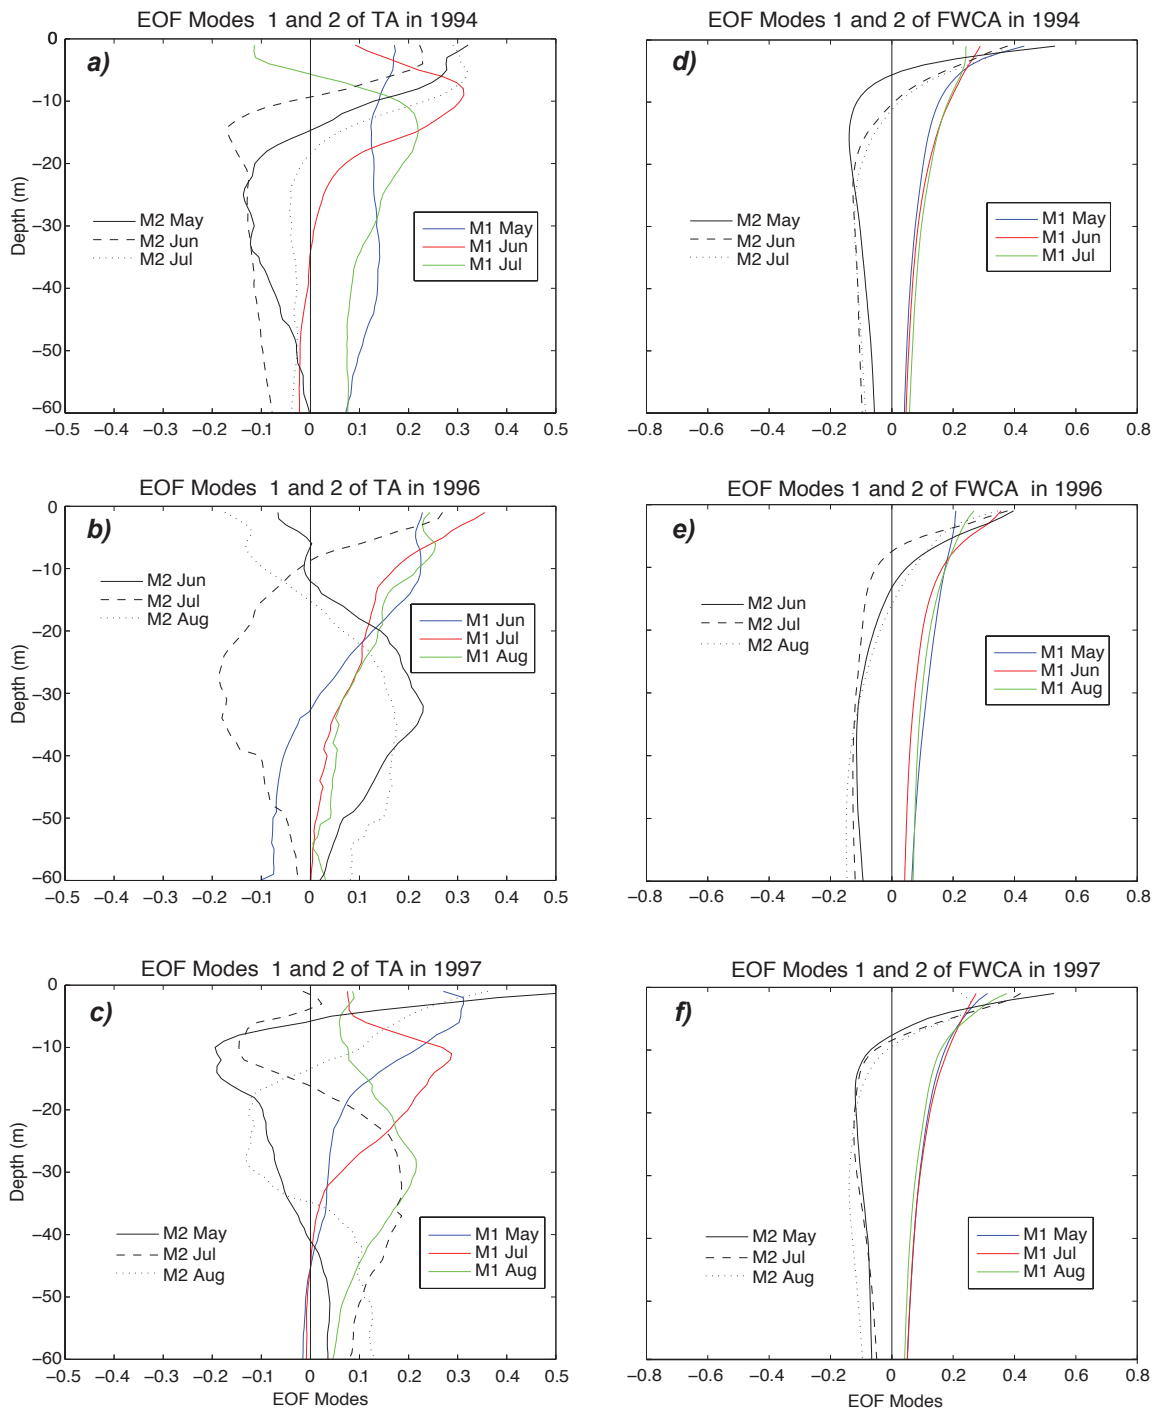 EOF Modes  1 and 2 of TA in 1994
a)
0
−10
−20
−30
−40
−50
−60
Depth (m)
M2 May
M2 Jun
M2 Jul
M1 May
M1 Jun
M1 Jul
−0.5 −0.4 −0.3 −0.2 −0.1 0 0.1 0.2 0.3 0.4 0.5
EOF Modes 1 and 2 of FWCA in 1994
d)
M2 May
M2 Jun
M2 Jul
M1 May
M1 Jun
M1 Jul
−0.8 −0.6 −0.4 −0.2 0 0.2 0.4 0.6 0.8
EOF Modes  1 and 2 of TA in 1996
b)
0
−10
−20
−30
−40
−50
−60
Depth (m)
M2 Jun
M2 Jul
M2 Aug
M1 Jun
M1 Jul
M1 Aug
−0.5 −0.4 −0.3 −0.2 −0.1 0 0.1 0.2 0.3 0.4 0.5
EOF Modes 1 and 2 of FWCA  in 1996
e)
M2 Jun
M2 Jul
M2 Aug
M1 May
M1 Jun
M1 Aug
−0.8 −0.6 −0.4 −0.2 0 0.2 0.4 0.6 0.8
EOF Modes  1 and 2 of TA in 1997
c)
0
−10
−20
−30
−40
−50
−60
Depth (m)
M2 May
M2 Jul
M2 Aug
M1 May
M1 Jul
M1 Aug
−0.5 −0.4 −0.3 −0.2 −0.1 0 0.1 0.2 0.3 0.4 0.5
EOF Modes
EOF Modes 1 and 2 of FWCA in 1997
f)
M2 May
M2 Jul
M2 Aug
M1 May
M1 Jul
M1 Aug
−0.8 −0.6 −0.4 −0.2 0 0.2 0.4 0.6 0.8
EOF Modes